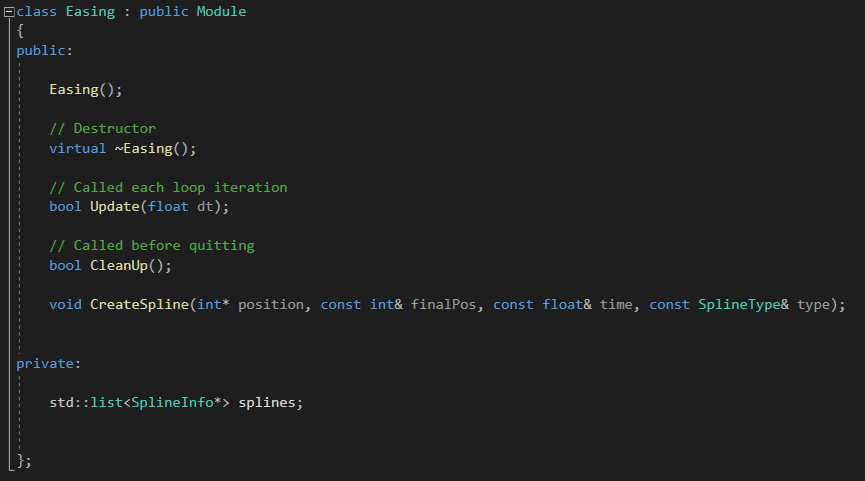 class Easing : public Module
{
public:
Easing();
// Destructor
virtual ~Easing();
// Called each loop iteration
bool Update(float dt);
// Called before quitting
bool CleanUp();
void CreateSpline(int* position, const int& finalPos, const float& time, const SplineType& type);
private:
std::list<SplineInfo*> splines;
};